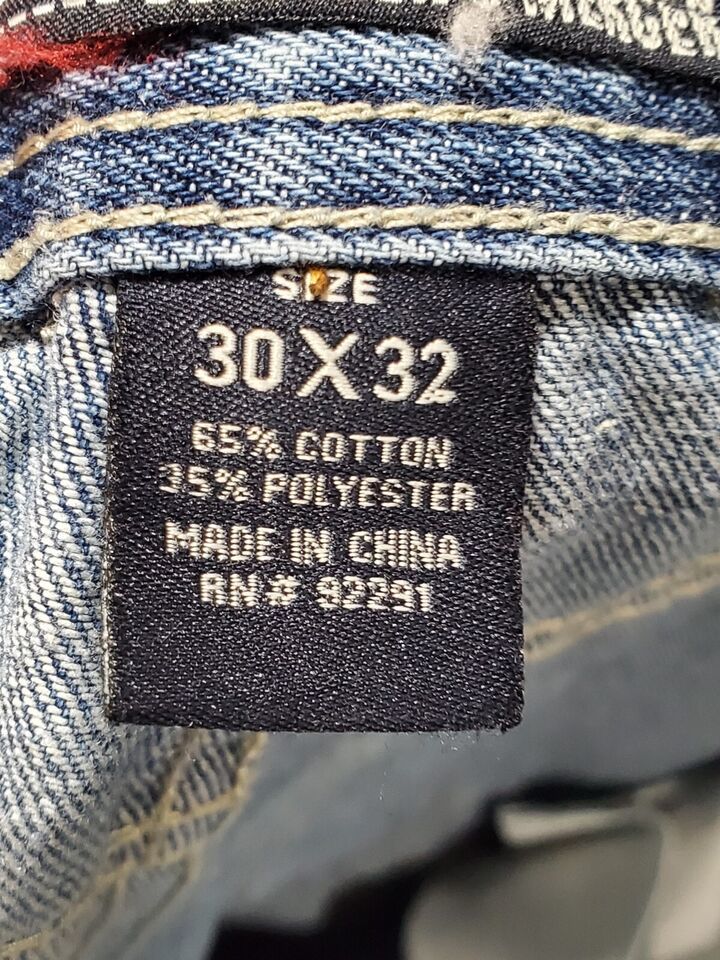 SIZE
30 X 32
65% COTTON
35% POLYESTER
MADE IN CHINA
RN# 92291